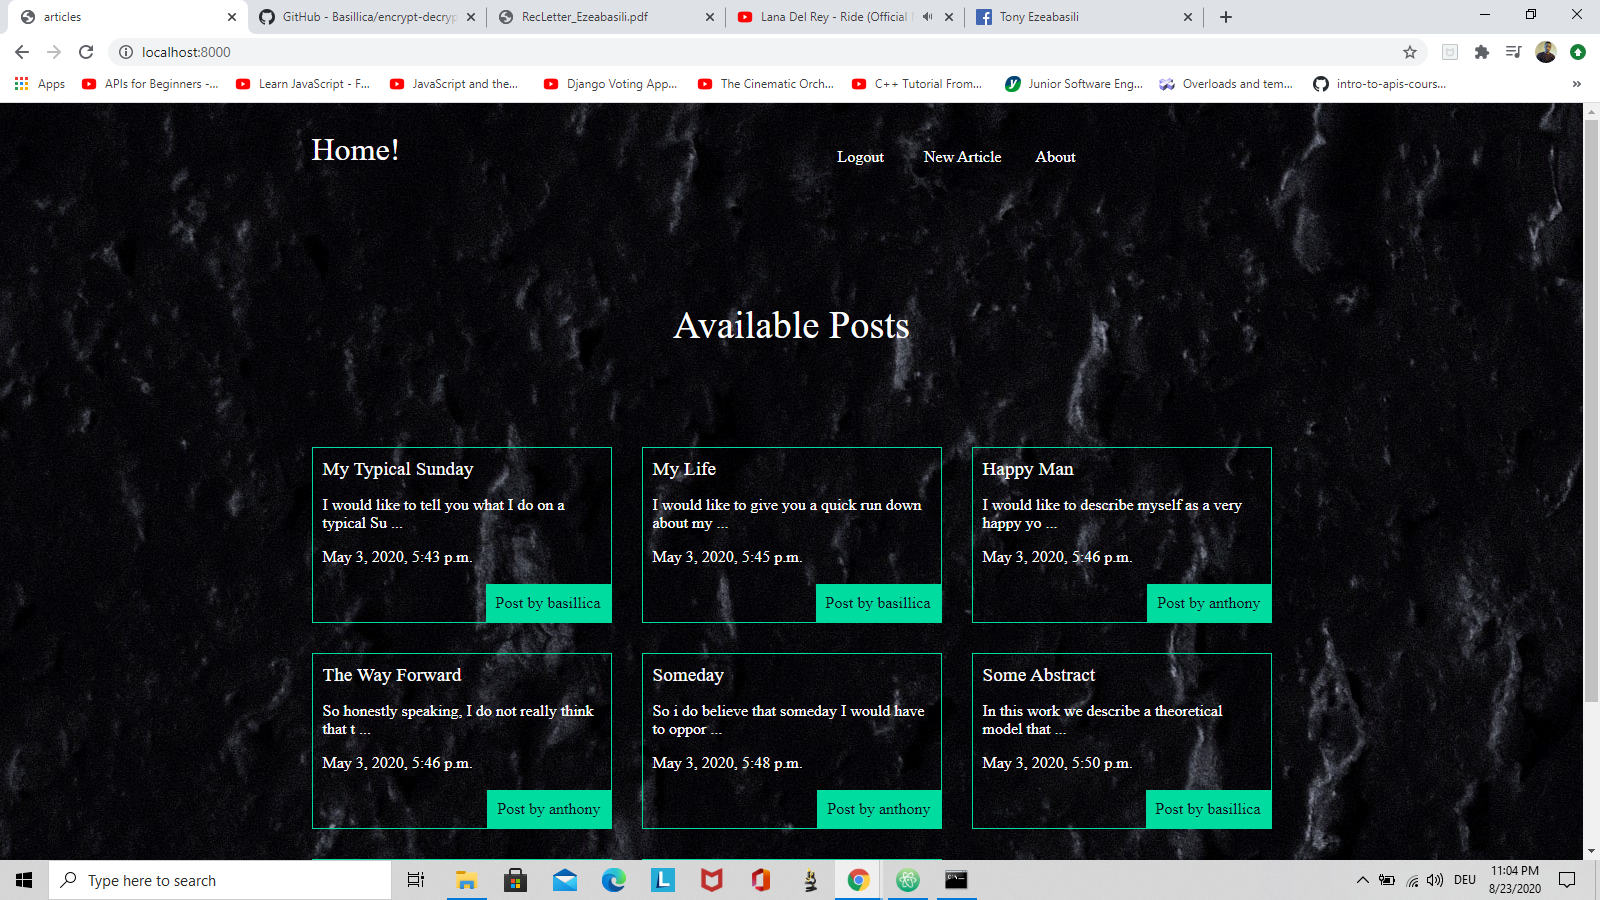 articles
GitHub - Basillica/encrypt-decryp
RecLetter_Ezeabasili.pdf
Lana Del Rey - Ride (Official
Tony Ezeabasili
localhost:8000
Apps
APIs for Beginners -...
Learn JavaScript - F...
JavaScript and the...
Django Voting App...
The Cinematic Orch...
C++ Tutorial From...
Junior Software Eng...
Overloads and tem...
intro-to-apis-cours...
»
Home!
Logout
New Article
About
Available Posts
My Typical Sunday
I would like to tell you what I do on a
typical Su ...
May 3, 2020, 5:43 p.m.
Post by basillica
My Life
I would like to give you a quick run down
about my ...
May 3, 2020, 5:45 p.m.
Post by basillica
Happy Man
I would like to describe myself as a very
happy yo ...
May 3, 2020, 5:46 p.m.
Post by anthony
The Way Forward
So honestly speaking, I do not really think
that t ...
May 3, 2020, 5:46 p.m.
Post by anthony
Someday
So i do believe that someday I would have
to oppor ...
May 3, 2020, 5:48 p.m.
Post by anthony
Some Abstract
In this work we describe a theoretical
model that ...
May 3, 2020, 5:50 p.m.
Post by basillica
Type here to search
L
DEU
11:04 PM
8/23/2020